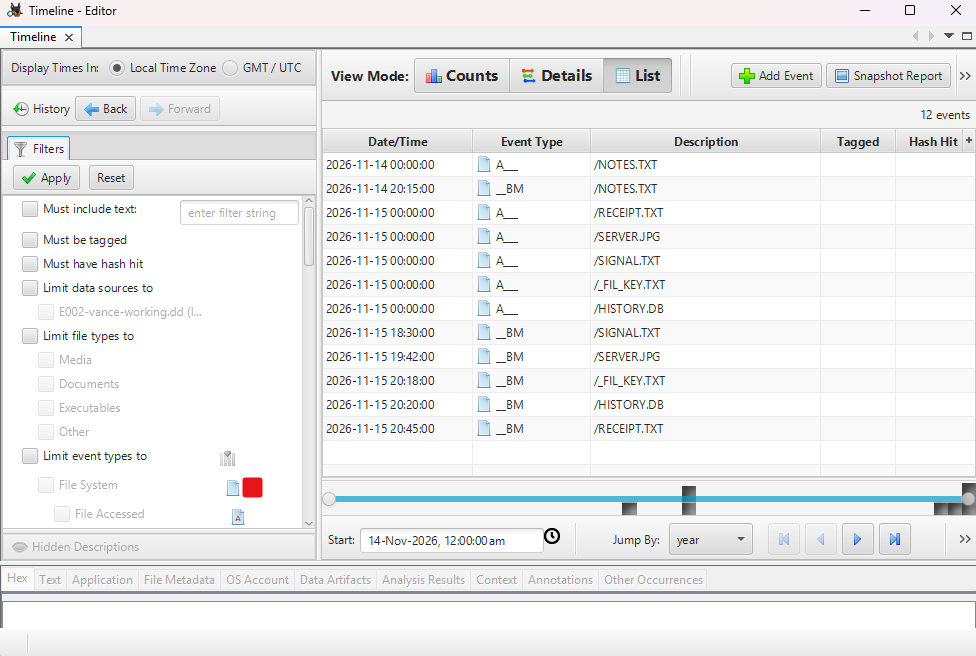 Timeline - Editor
Timeline
Display Times In: Local Time Zone GMT / UTC
History Back Forward
Filters
Apply Reset
Must include text: enter filter string
Must be tagged
Must have hash hit
Limit data sources to
E002-vance-working.dd (I...
Limit file types to
Media
Documents
Executables
Other
Limit event types to
File System
File Accessed
Hidden Descriptions
View Mode: Counts Details List Add Event Snapshot Report
12 events
Date/Time Event Type Description Tagged Hash Hit
2026-11-14 00:00:00 A___ /NOTES.TXT
2026-11-14 20:15:00 __BM /NOTES.TXT
2026-11-15 00:00:00 A___ /RECEIPT.TXT
2026-11-15 00:00:00 A___ /SERVER.JPG
2026-11-15 00:00:00 A___ /SIGNAL.TXT
2026-11-15 00:00:00 A___ /_FIL_KEY.TXT
2026-11-15 00:00:00 A___ /HISTORY.DB
2026-11-15 18:30:00 __BM /SIGNAL.TXT
2026-11-15 19:42:00 __BM /SERVER.JPG
2026-11-15 20:18:00 __BM /_FIL_KEY.TXT
2026-11-15 20:20:00 __BM /HISTORY.DB
2026-11-15 20:45:00 __BM /RECEIPT.TXT
Start: 14-Nov-2026, 12:00:00am Jump By: year
Hex Text Application File Metadata OS Account Data Artifacts Analysis Results Context Annotations Other Occurrences